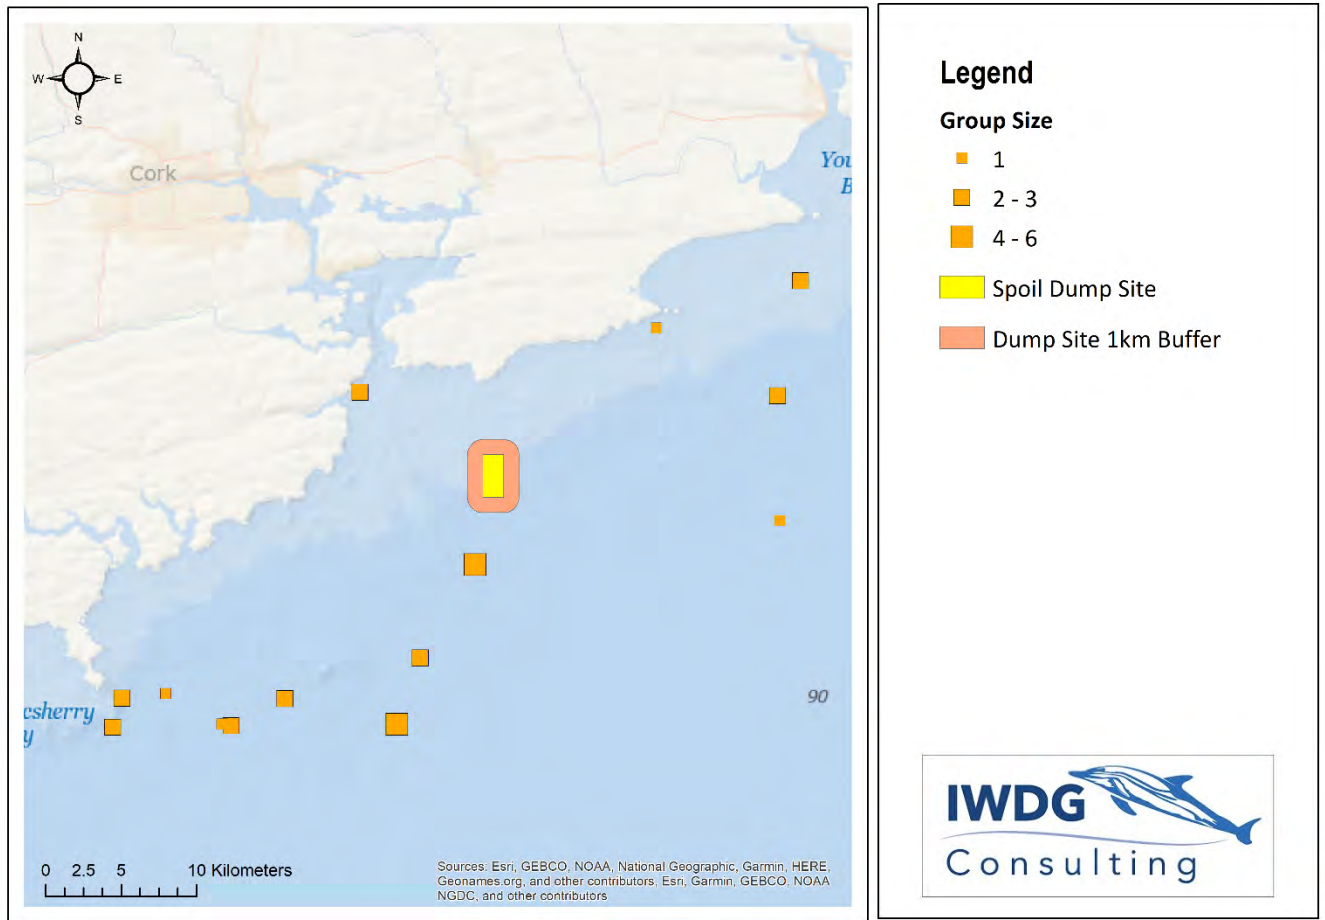 N
W E
S
Cork
You
B
csherry
y
90
0 2.5 5 10 Kilometers
Sources: Esri, GEBCO, NOAA, National Geographic, Garmin, HERE,
Geonames.org, and other contributors, Esri, Garmin, GEBCO, NOAA
NGDC, and other contributors
Legend
Group Size
1
2 - 3
4 - 6
Spoil Dump Site
Dump Site 1km Buffer
IWDG
Consulting